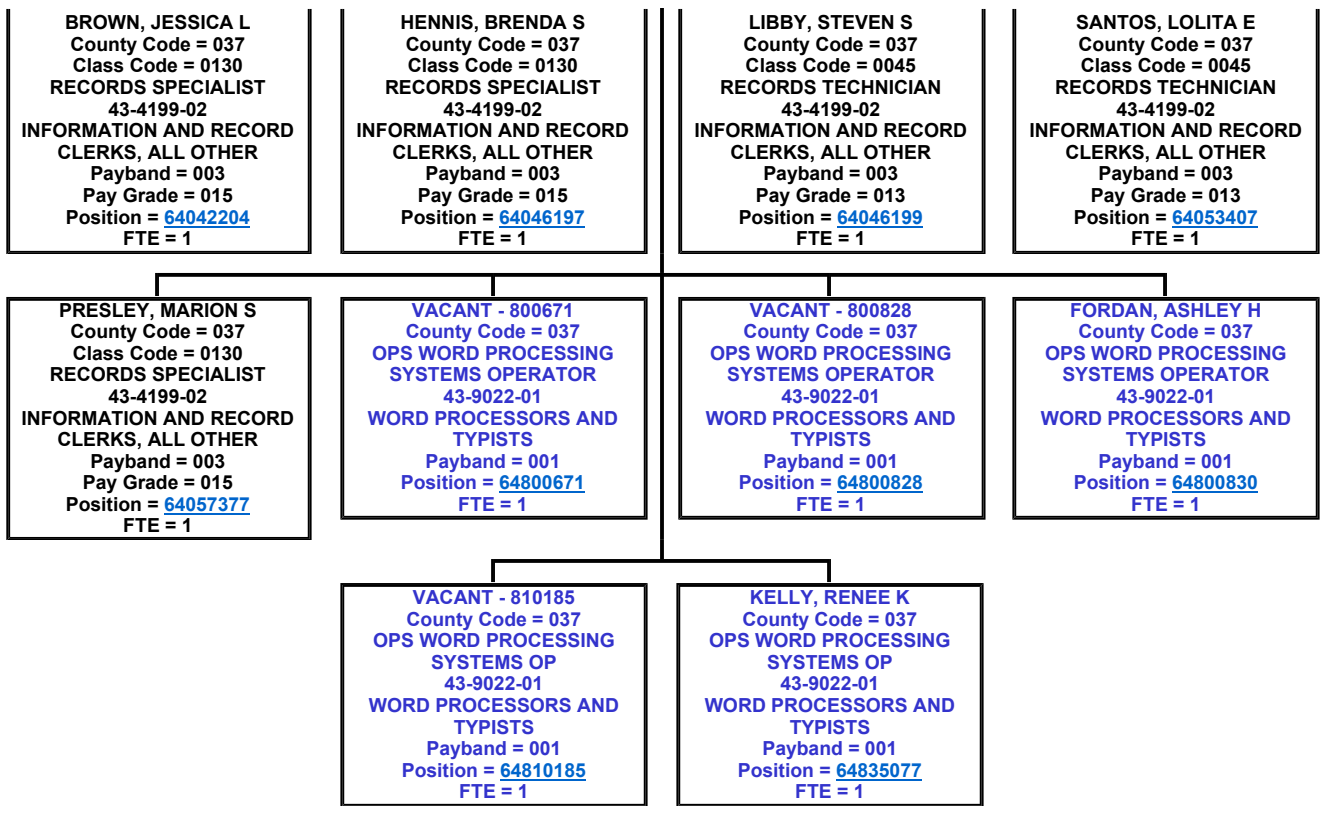 BROWN, JESSICA L
County Code = 037
Class Code = 0130
RECORDS SPECIALIST
43-4199-02
INFORMATION AND RECORD
CLERKS, ALL OTHER
Payband = 003
Pay Grade = 015
Position = 64042204
FTE = 1
HENNIS, BRENDA S
County Code = 037
Class Code = 0130
RECORDS SPECIALIST
43-4199-02
INFORMATION AND RECORD
CLERKS, ALL OTHER
Payband = 003
Pay Grade = 015
Position = 64046197
FTE = 1
LIBBY, STEVEN S
County Code = 037
Class Code = 0045
RECORDS TECHNICIAN
43-4199-02
INFORMATION AND RECORD
CLERKS, ALL OTHER
Payband = 003
Pay Grade = 013
Position = 64046199
FTE = 1
SANTOS, LOLITA E
County Code = 037
Class Code = 0045
RECORDS TECHNICIAN
43-4199-02
INFORMATION AND RECORD
CLERKS, ALL OTHER
Payband = 003
Pay Grade = 013
Position = 64053407
FTE = 1
PRESLEY, MARION S
County Code = 037
Class Code = 0130
RECORDS SPECIALIST
43-4199-02
INFORMATION AND RECORD
CLERKS, ALL OTHER
Payband = 003
Pay Grade = 015
Position = 64057377
FTE = 1
VACANT - 800671
County Code = 037
OPS WORD PROCESSING
SYSTEMS OPERATOR
43-9022-01
WORD PROCESSORS AND
TYPISTS
Payband = 001
Position = 64800671
FTE = 1
VACANT - 800828
County Code = 037
OPS WORD PROCESSING
SYSTEMS OPERATOR
43-9022-01
WORD PROCESSORS AND
TYPISTS
Payband = 001
Position = 64800828
FTE = 1
FORDAN, ASHLEY H
County Code = 037
OPS WORD PROCESSING
SYSTEMS OPERATOR
43-9022-01
WORD PROCESSORS AND
TYPISTS
Payband = 001
Position = 64800830
FTE = 1
VACANT - 810185
County Code = 037
OPS WORD PROCESSING
SYSTEMS OP
43-9022-01
WORD PROCESSORS AND
TYPISTS
Payband = 001
Position = 64810185
FTE = 1
KELLY, RENEE K
County Code = 037
OPS WORD PROCESSING
SYSTEMS OP
43-9022-01
WORD PROCESSORS AND
TYPISTS
Payband = 001
Position = 64835077
FTE = 1